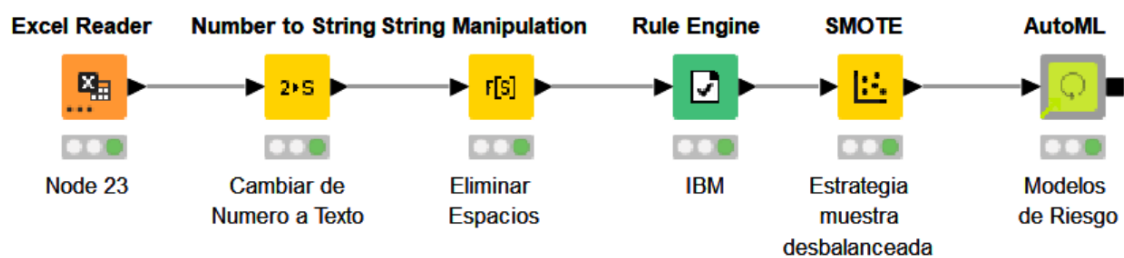 Excel Reader
Number to String
String Manipulation
Rule Engine
SMOTE
AutoML
X
2▸S
r[s]
Node 23
Cambiar de
Numero a Texto
Eliminar
Espacios
IBM
Estrategia
muestra
desbalanceada
Modelos
de Riesgo